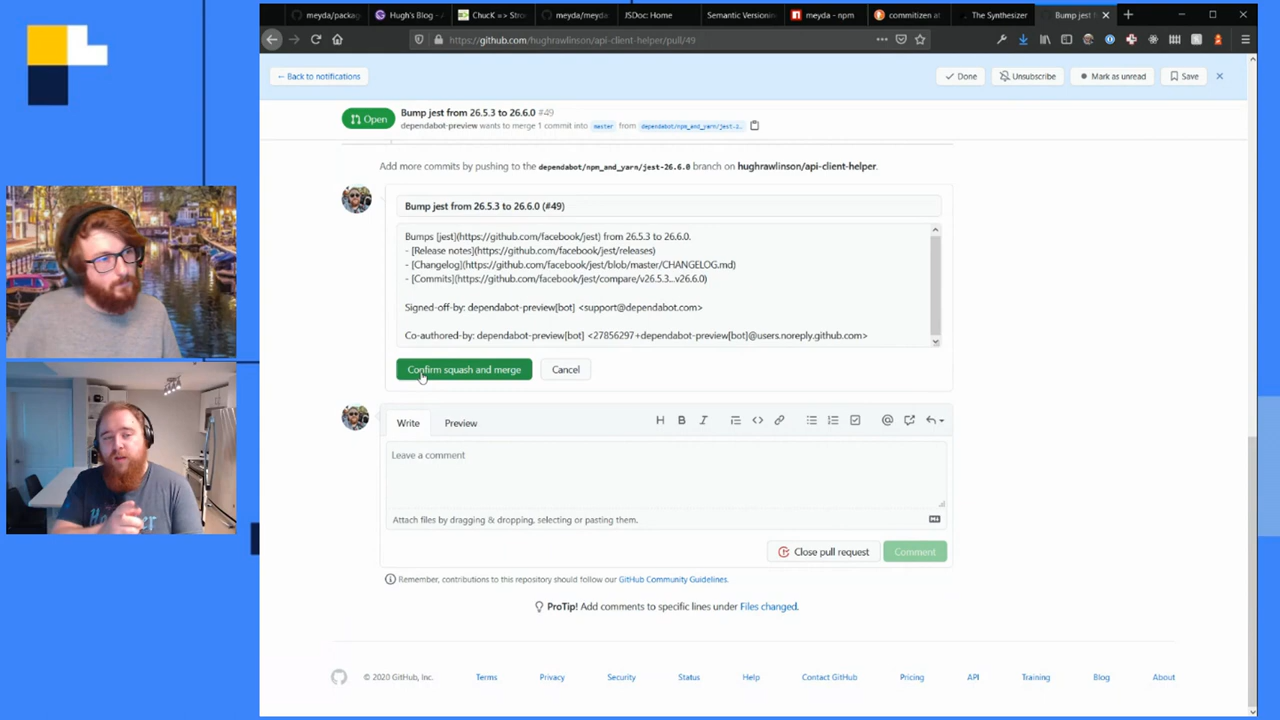 meyda/packag
Hugh's Blog -
ChucK => Stro
meyda/meyda
JSDoc: Home
Semantic Versionin
meyda - npm
commitizen at
The Synthesizer
Bump jest
https://github.com/hughrawlinson/api-client-helper/pull/49
← Back to notifications
Done
Unsubscribe
Mark as unread
Save
Open
Bump jest from 26.5.3 to 26.6.0 #49
dependabot-preview wants to merge 1 commit into master from dependabot/npm_and_yarn/jest-2...
Add more commits by pushing to the dependabot/npm_and_yarn/jest-26.6.0 branch on hughrawlinson/api-client-helper.
Bump jest from 26.5.3 to 26.6.0 (#49)
Bumps [jest](https://github.com/facebook/jest) from 26.5.3 to 26.6.0.
- [Release notes](https://github.com/facebook/jest/releases)
- [Changelog](https://github.com/facebook/jest/blob/master/CHANGELOG.md)
- [Commits](https://github.com/facebook/jest/compare/v26.5.3...v26.6.0)
Signed-off-by: dependabot-preview[bot] <support@dependabot.com>
Co-authored-by: dependabot-preview[bot] <27856297+dependabot-preview[bot]@users.noreply.github.com>
Confirm squash and merge
Cancel
Write
Preview
Leave a comment
Attach files by dragging & dropping, selecting or pasting them.
Close pull request
Comment
Remember, contributions to this repository should follow our GitHub Community Guidelines.
ProTip! Add comments to specific lines under Files changed.
© 2020 GitHub, Inc.
Terms
Privacy
Security
Status
Help
Contact GitHub
Pricing
API
Training
Blog
About